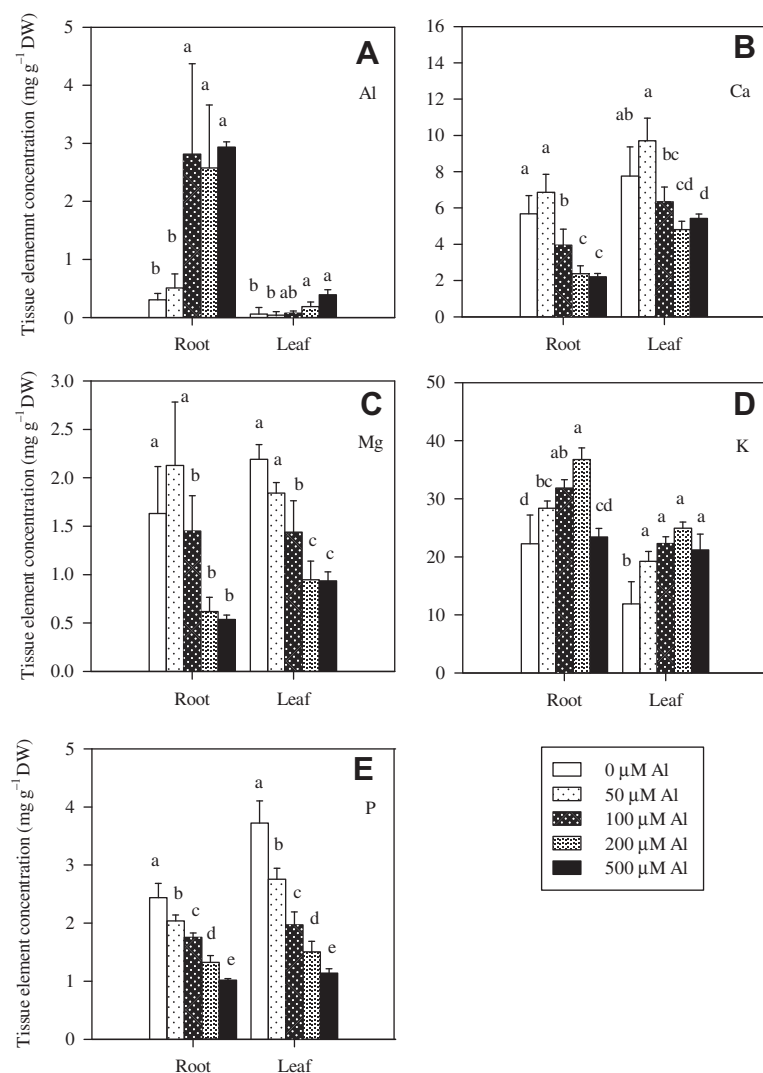 Tissue elememnt concentration (mg g⁻¹ DW)
5
4
3
2
1
0
A
Al
b
b
a
a
a
b
b
ab
a
a
Root
Leaf
16
14
12
10
8
6
4
2
0
B
Ca
a
a
b
c
c
ab
a
bc
cd
d
Root
Leaf
Tissue element concentration (mg g⁻¹ DW)
3.0
2.5
2.0
1.5
1.0
0.5
0.0
C
Mg
a
a
b
b
b
a
a
b
c
c
Root
Leaf
50
40
30
20
10
0
D
K
d
bc
ab
a
cd
b
a
a
a
a
Root
Leaf
Tissue element concentration (mg g⁻¹ DW)
5
4
3
2
1
0
E
P
a
b
c
d
e
a
b
c
d
e
Root
Leaf
0 µM Al
50 µM Al
100 µM Al
200 µM Al
500 µM Al